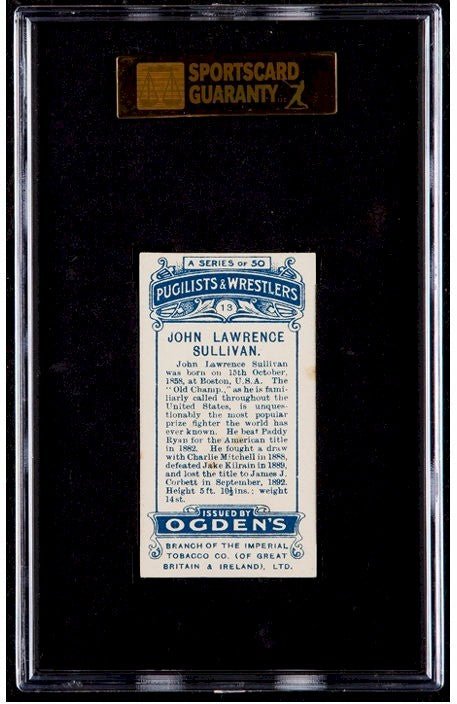 SPORTSCARD
GUARANTY
A SERIES OF 50
PUGILISTS & WRESTLERS
13
JOHN LAWRENCE
SULLIVAN.
John Lawrence Sullivan
was born on 15th October,
1858, at Boston, U.S.A. The
"Old Champ.," as he is fami-
liarly called throughout the
United States, is unques-
tionably the most popular
prize fighter the world has
ever known. He beat Paddy
Ryan for the American title
in 1882. He fought a draw
with Charlie Mitchell in 1888,
defeated Jake Kilrain in 1889,
and lost the title to James J.
Corbett in September, 1892.
Height 5 ft. 10½ ins.; weight
14 st.
ISSUED BY
OGDEN'S
BRANCH OF THE IMPERIAL
TOBACCO CO. (OF GREAT
BRITAIN & IRELAND), LTD.